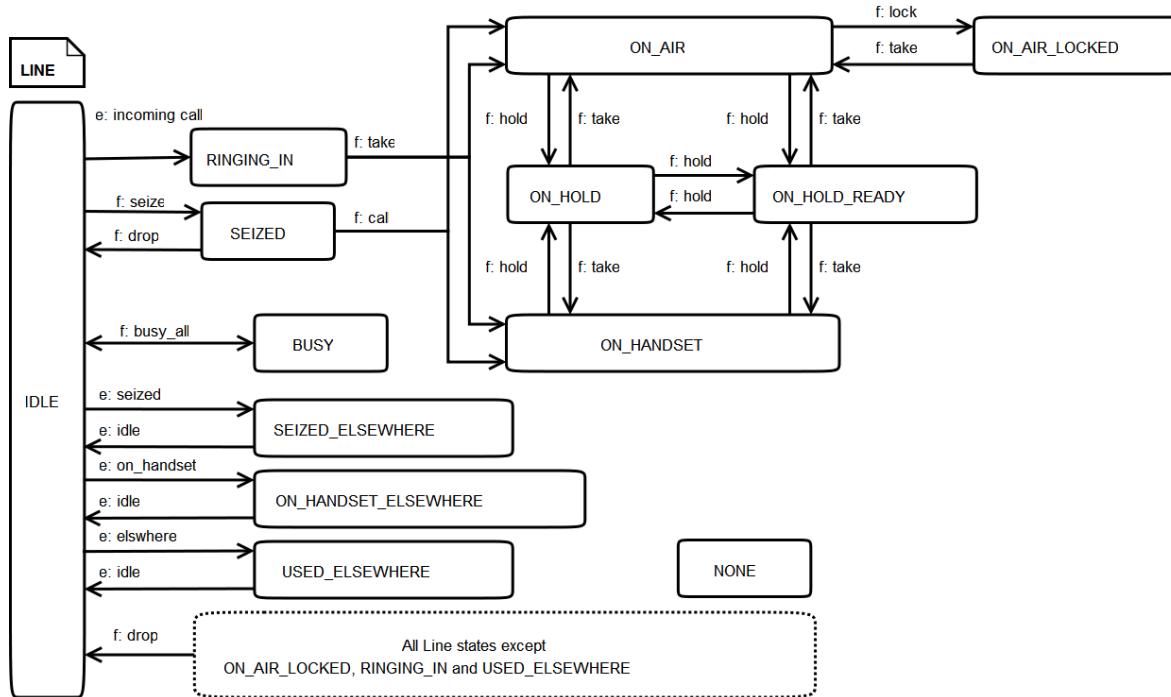 f: lock
ON_AIR
ON_AIR_LOCKED
f: take
LINE
e: incoming call
f: hold
f: take
f: hold
f: take
RINGING_IN
f: take
f: hold
ON_HOLD
ON_HOLD_READY
f: hold
f: seize
SEIZED
f: call
f: drop
f: hold
f: take
f: hold
f: take
f: busy_all
BUSY
ON_HANDSET
IDLE
e: seized
SEIZED_ELSEWHERE
e: idle
e: on_handset
ON_HANDSET_ELSEWHERE
e: idle
e: elswhere
USED_ELSEWHERE
e: idle
NONE
f: drop
All Line states except
ON_AIR_LOCKED, RINGING_IN and USED_ELSEWHERE